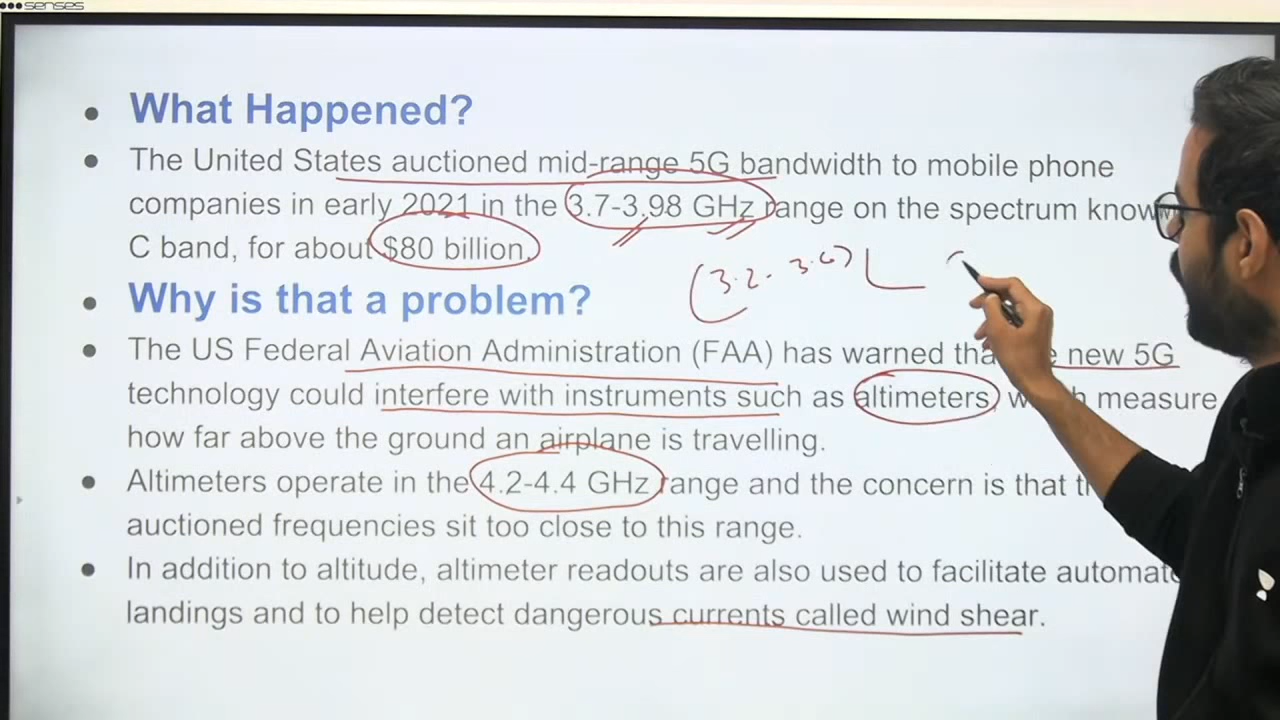 senses
What Happened?
The United States auctioned mid-range 5G bandwidth to mobile phone
companies in early 2021 in the 3.7-3.98 GHz range on the spectrum known
C band, for about $80 billion.
(3.2- 3.6)
Why is that a problem?
The US Federal Aviation Administration (FAA) has warned that new 5G
technology could interfere with instruments such as altimeters, measure
how far above the ground an airplane is travelling.
Altimeters operate in the 4.2-4.4 GHz range and the concern is that
auctioned frequencies sit too close to this range.
In addition to altitude, altimeter readouts are also used to facilitate automat
landings and to help detect dangerous currents called wind shear.